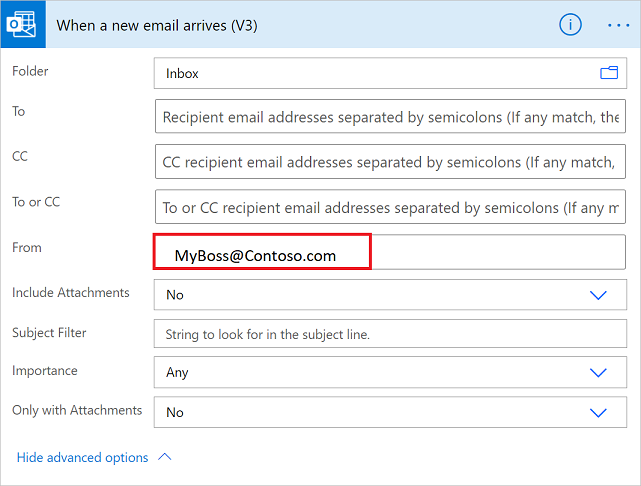 When a new email arrives (V3)
Folder
Inbox
To
Recipient email addresses separated by semicolons (If any match, the
CC
CC recipient email addresses separated by semicolons (If any match,
To or CC
To or CC recipient email addresses separated by semicolons (If any m
From
MyBoss@Contoso.com
Include Attachments
No
Subject Filter
String to look for in the subject line.
Importance
Any
Only with Attachments
No
Hide advanced options